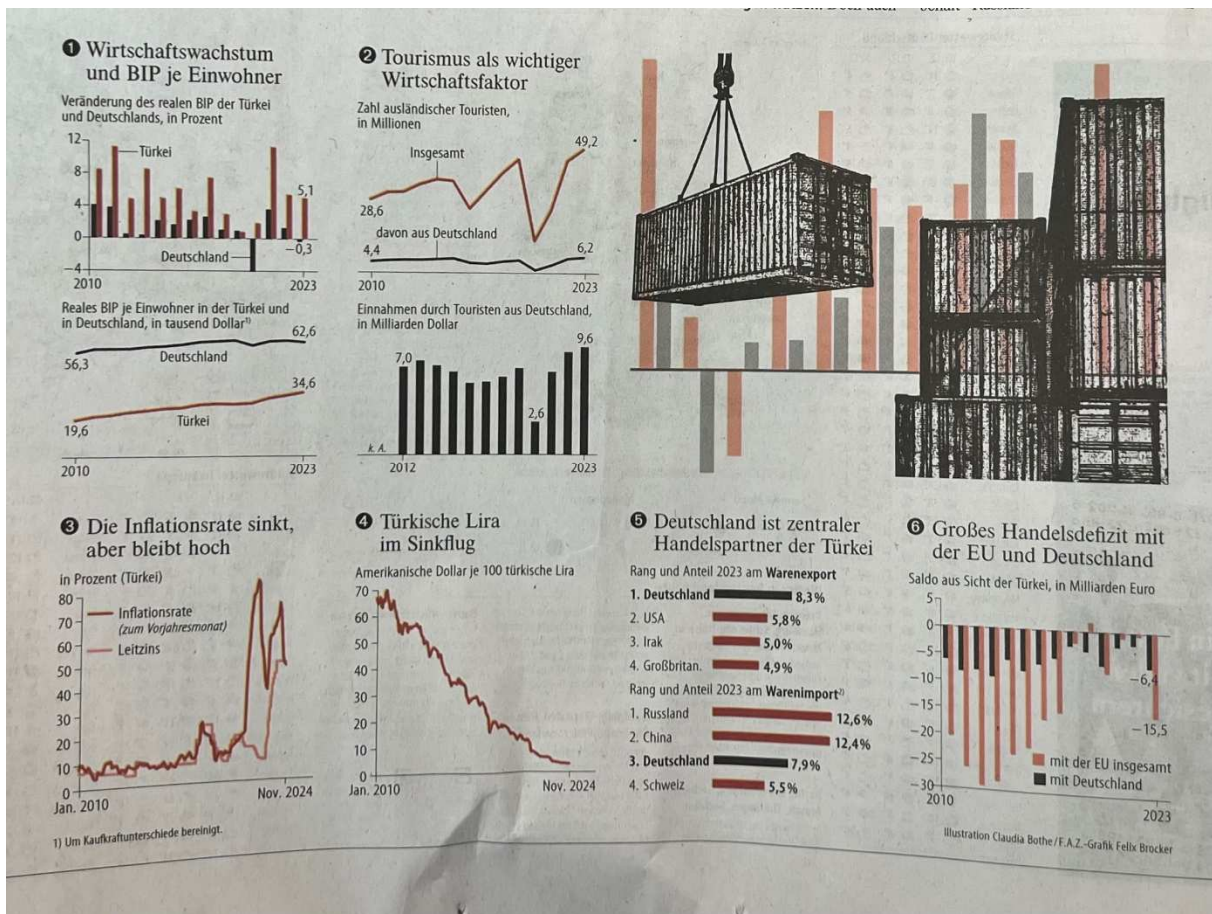 ❶ Wirtschaftswachstum
und BIP je Einwohner
Veränderung des realen BIP der Türkei
und Deutschlands, in Prozent
12
8
4
0
−4
Türkei
5,1
−0,3
Deutschland
2010
2023
Reales BIP je Einwohner in der Türkei und
in Deutschland, in tausend Dollar¹⁾
62,6
56,3
Deutschland
34,6
19,6
Türkei
2010
2023
❷ Tourismus als wichtiger
Wirtschaftsfaktor
Zahl ausländischer Touristen,
in Millionen
49,2
Insgesamt
28,6
davon aus Deutschland
4,4
6,2
2010
2023
Einnahmen durch Touristen aus Deutschland,
in Milliarden Dollar
9,6
7,0
2,6
k. A.
2012
2023
❸ Die Inflationsrate sinkt,
aber bleibt hoch
in Prozent (Türkei)
80
70
60
50
40
30
20
10
0
Inflationsrate
(zum Vorjahresmonat)
Leitzins
Jan. 2010
Nov. 2024
❹ Türkische Lira
im Sinkflug
Amerikanische Dollar je 100 türkische Lira
70
60
50
40
30
20
10
0
Jan. 2010
Nov. 2024
❺ Deutschland ist zentraler
Handelspartner der Türkei
Rang und Anteil 2023 am Warenexport
1. Deutschland 8,3%
2. USA 5,8%
3. Irak 5,0%
4. Großbritan. 4,9%
Rang und Anteil 2023 am Warenimport²⁾
1. Russland 12,6%
2. China 12,4%
3. Deutschland 7,9%
4. Schweiz 5,5%
❻ Großes Handelsdefizit mit
der EU und Deutschland
Saldo aus Sicht der Türkei, in Milliarden Euro
5
0
−5
−10
−15
−20
−25
−30
−6,4
−15,5
mit der EU insgesamt
mit Deutschland
2010
2023
1) Um Kaufkraftunterschiede bereinigt.
Illustration Claudia Bothe/F.A.Z.-Grafik Felix Brocker